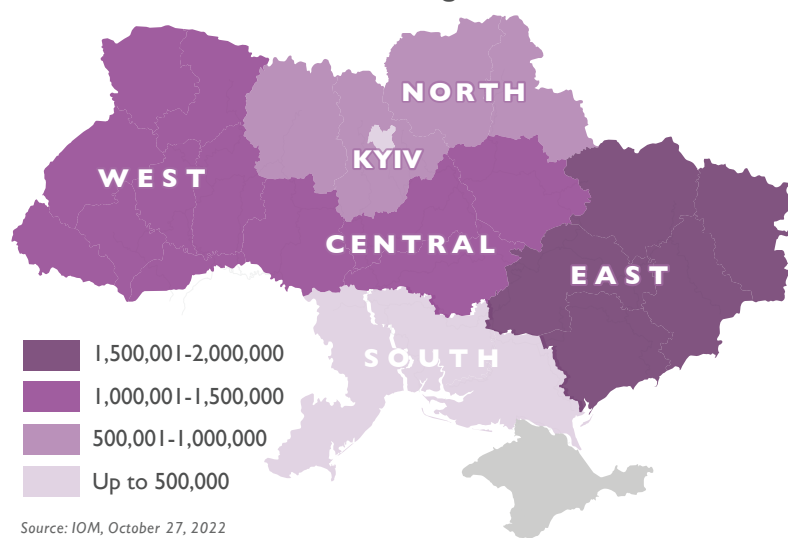 NORTH
KYIV
WEST
CENTRAL
EAST
SOUTH
1,500,001-2,000,000
1,000,001-1,500,000
500,001-1,000,000
Up to 500,000
Source: IOM, October 27, 2022